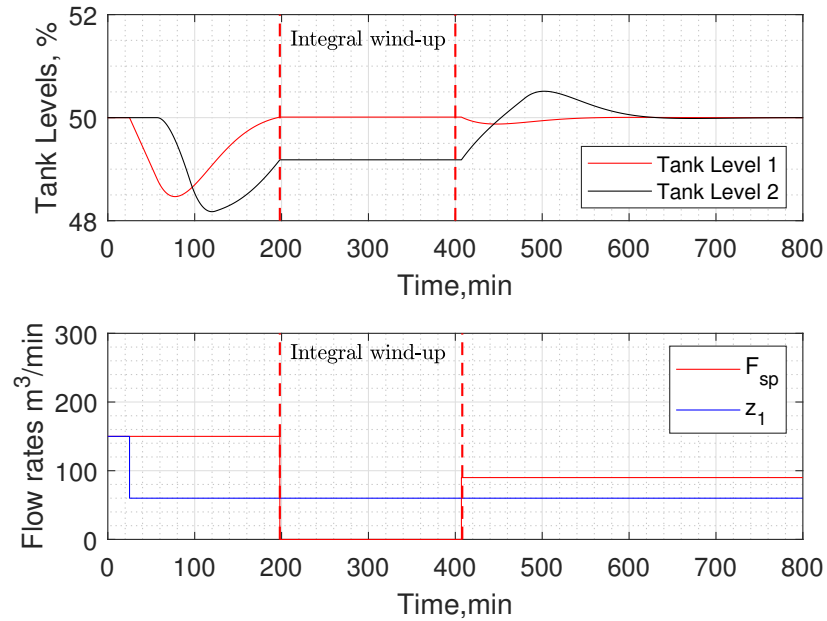 52
50
48
Tank Levels, %
Integral wind-up
Tank Level 1
Tank Level 2
0 100 200 300 400 500 600 700 800
Time,min
300
200
100
0
Flow rates m³/min
Integral wind-up
F_sp
z_1
0 100 200 300 400 500 600 700 800
Time,min